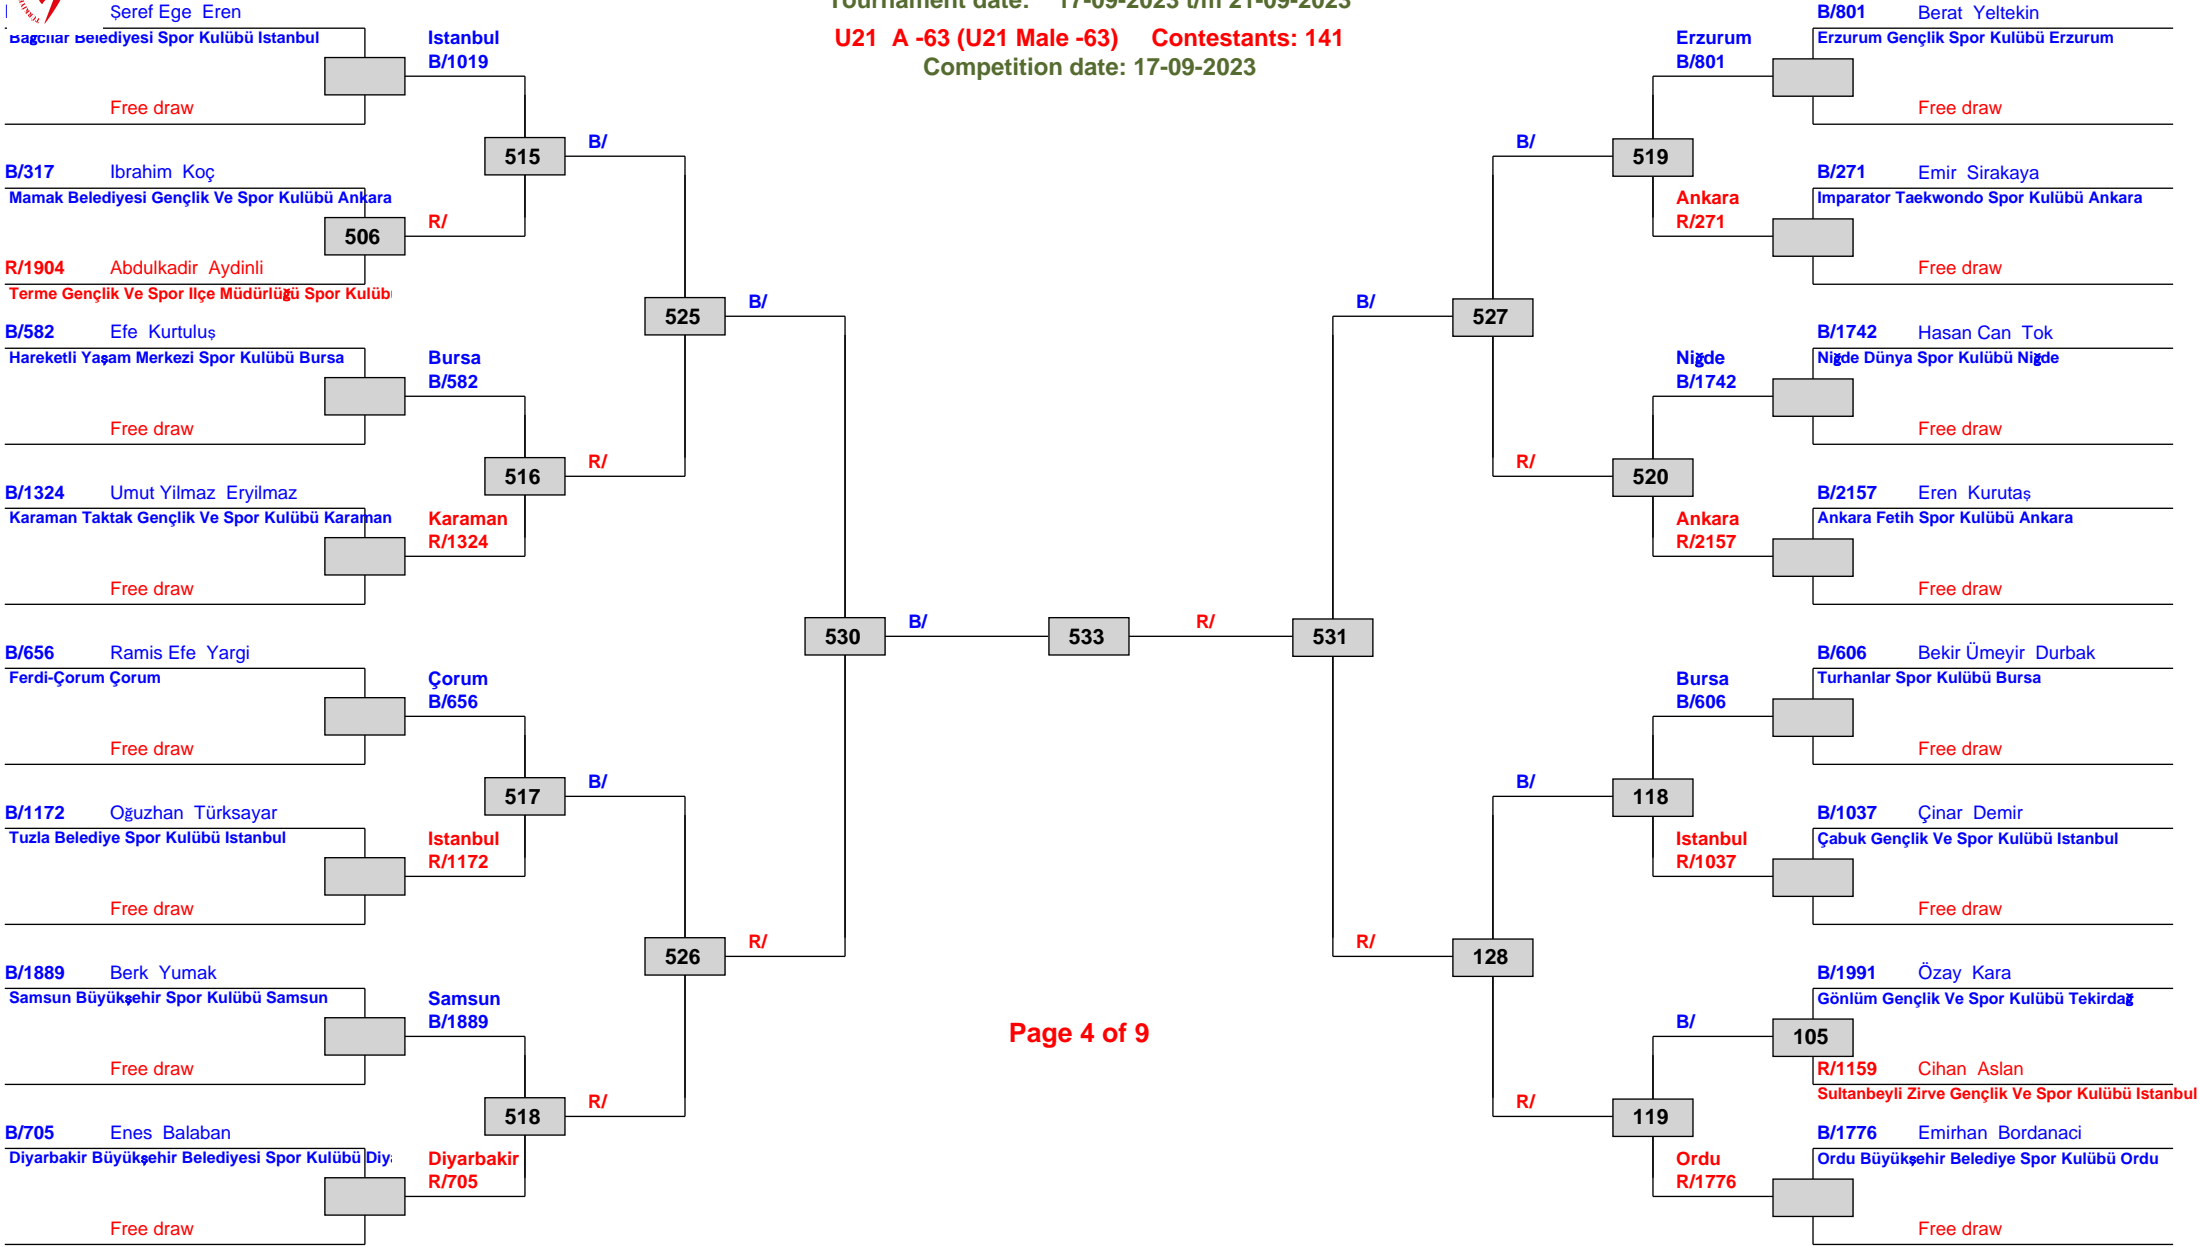 Tournament date: 17-09-2023 t/m 21-09-2023
U21 A -63 (U21 Male -63) Contestants: 141
Competition date: 17-09-2023
Şeref Ege Eren
Bağcilar Belediyesi Spor Kulübü Istanbul
Free draw
Istanbul
B/1019
B/317 Ibrahim Koç
Mamak Belediyesi Gençlik Ve Spor Kulübü Ankara
506
R/
R/1904 Abdulkadir Aydinli
Terme Gençlik Ve Spor Ilçe Müdürlüğü Spor Kulüb
515
B/
B/582 Efe Kurtuluş
Hareketli Yaşam Merkezi Spor Kulübü Bursa
Free draw
Bursa
B/582
B/1324 Umut Yilmaz Eryilmaz
Karaman Taktak Gençlik Ve Spor Kulübü Karaman
Free draw
Karaman
R/1324
516
R/
525
B/
B/656 Ramis Efe Yargi
Ferdi-Çorum Çorum
Free draw
Çorum
B/656
B/1172 Oğuzhan Türksayar
Tuzla Belediye Spor Kulübü Istanbul
Free draw
Istanbul
R/1172
517
B/
B/1889 Berk Yumak
Samsun Büyükşehir Spor Kulübü Samsun
Free draw
Samsun
B/1889
B/705 Enes Balaban
Diyarbakir Büyükşehir Belediyesi Spor Kulübü Diy
Free draw
Diyarbakir
R/705
518
R/
526
R/
530
B/
533
R/
531
Page 4 of 9
B/801 Berat Yeltekin
Erzurum Gençlik Spor Kulübü Erzurum
Free draw
Erzurum
B/801
B/271 Emir Sirakaya
Imparator Taekwondo Spor Kulübü Ankara
Free draw
Ankara
R/271
519
B/
B/1742 Hasan Can Tok
Niğde Dünya Spor Kulübü Niğde
Free draw
Niğde
B/1742
B/2157 Eren Kurutaş
Ankara Fetih Spor Kulübü Ankara
Free draw
Ankara
R/2157
520
R/
527
B/
B/606 Bekir Ümeyir Durbak
Turhanlar Spor Kulübü Bursa
Free draw
Bursa
B/606
B/1037 Çinar Demir
Çabuk Gençlik Ve Spor Kulübü Istanbul
Free draw
Istanbul
R/1037
118
B/
B/1991 Özay Kara
Gönlüm Gençlik Ve Spor Kulübü Tekirdağ
105
B/
R/1159 Cihan Aslan
Sultanbeyli Zirve Gençlik Ve Spor Kulübü Istanbul
B/1776 Emirhan Bordanaci
Ordu Büyükşehir Belediye Spor Kulübü Ordu
Free draw
Ordu
R/1776
119
R/
128
R/